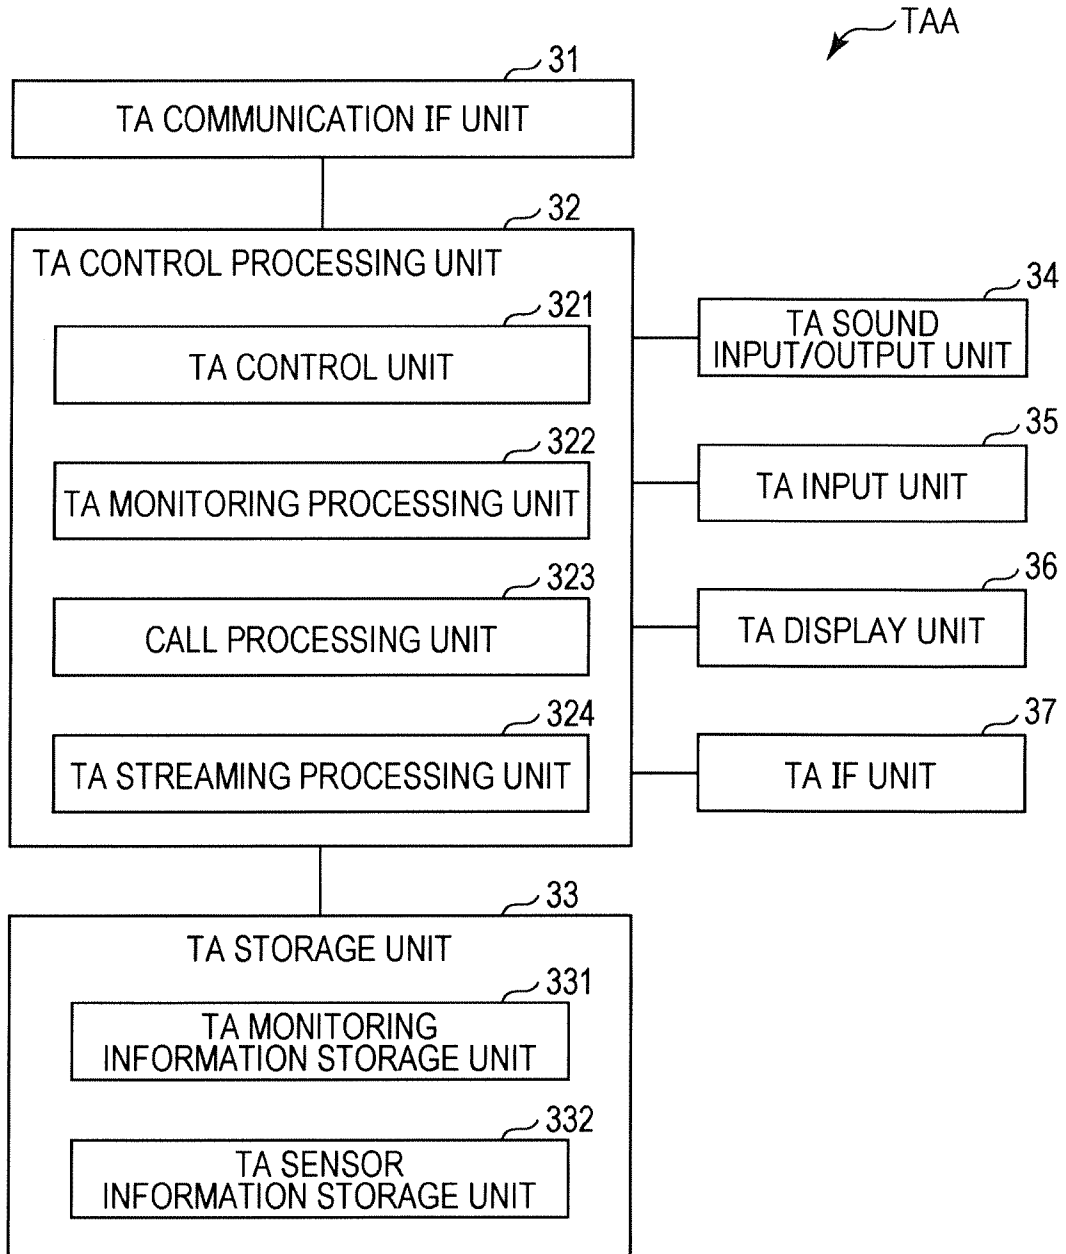 TAA
31
TA COMMUNICATION IF UNIT
32
TA CONTROL PROCESSING UNIT
321
TA CONTROL UNIT
322
TA MONITORING PROCESSING UNIT
323
CALL PROCESSING UNIT
324
TA STREAMING PROCESSING UNIT
34
TA SOUND
INPUT/OUTPUT UNIT
35
TA INPUT UNIT
36
TA DISPLAY UNIT
37
TA IF UNIT
33
TA STORAGE UNIT
331
TA MONITORING
INFORMATION STORAGE UNIT
332
TA SENSOR
INFORMATION STORAGE UNIT